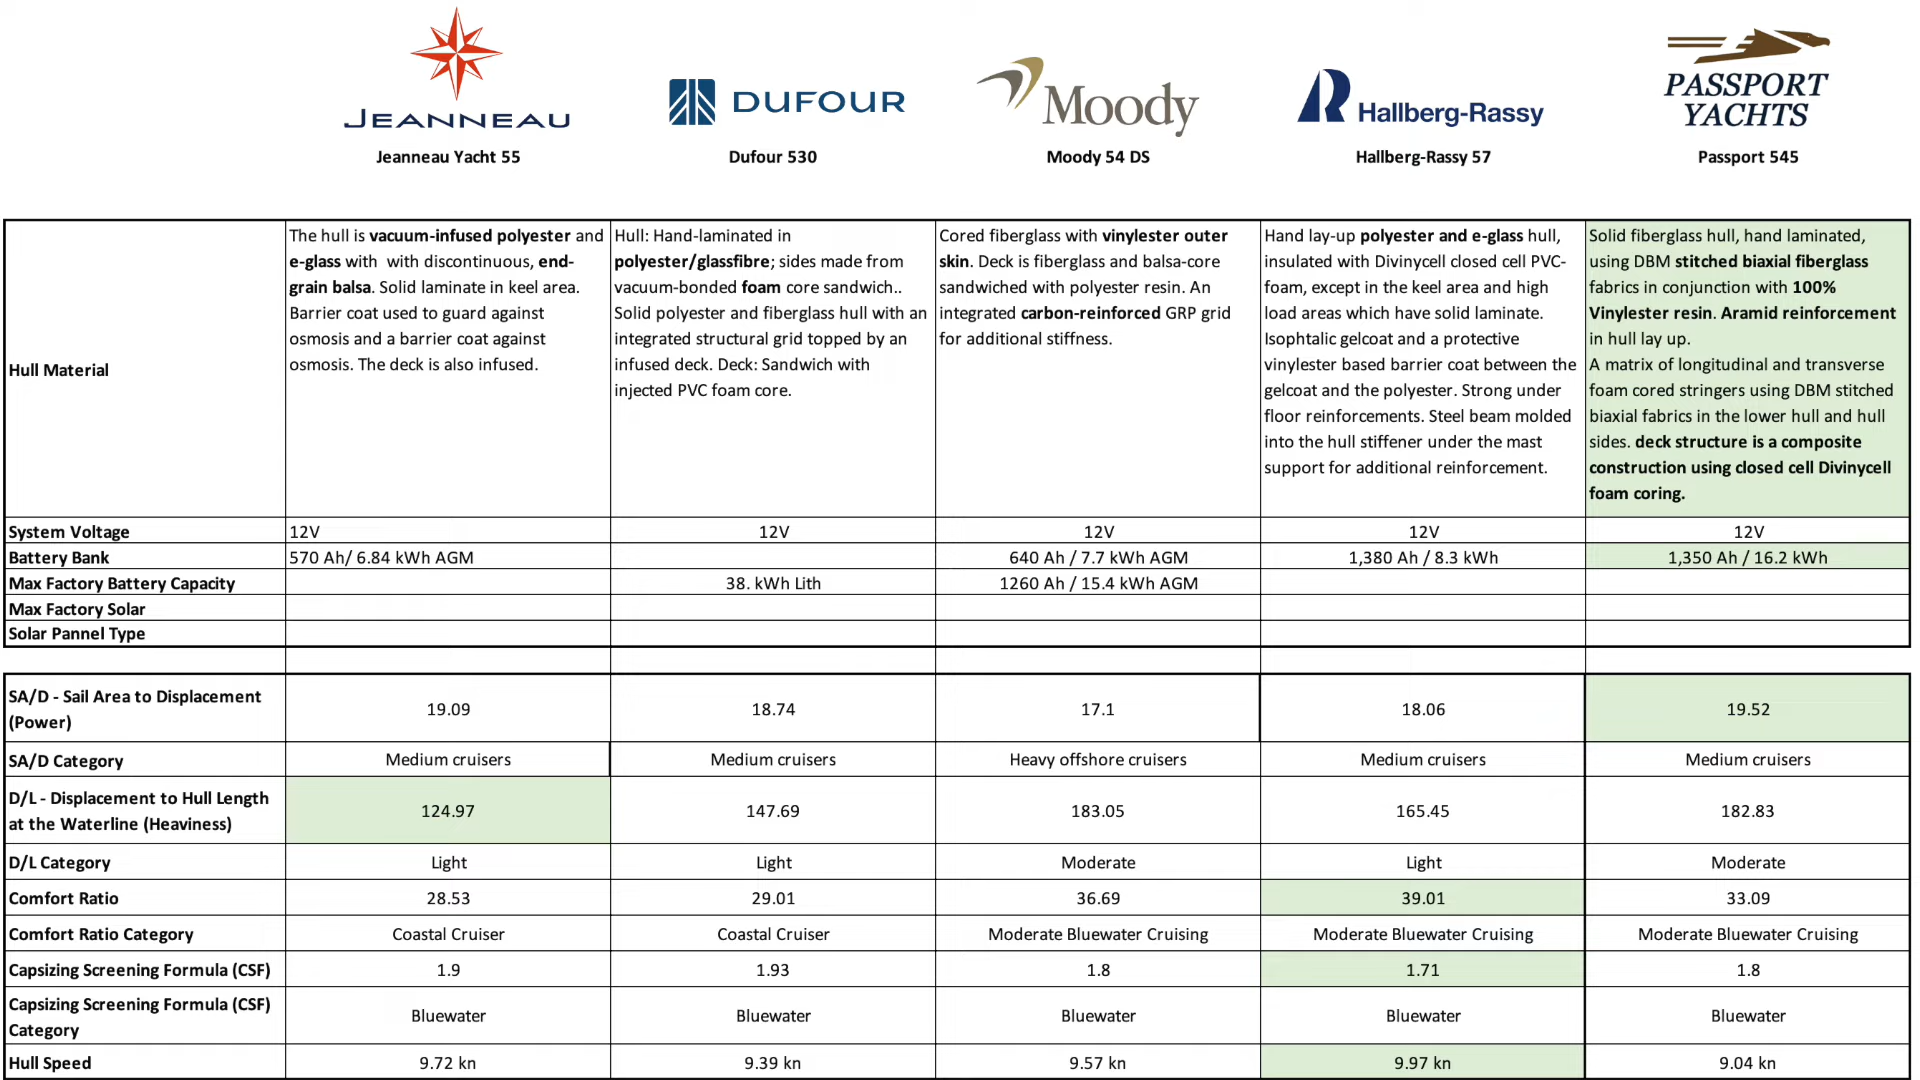 JEANNEAU
DUFOUR
Moody
Hallberg-Rassy
PASSPORT
YACHTS
Jeanneau Yacht 55
Dufour 530
Moody 54 DS
Hallberg-Rassy 57
Passport 545
Hull Material
The hull is vacuum-infused polyester and
e-glass with with discontinuous, end-
grain balsa. Solid laminate in keel area.
Barrier coat used to guard against
osmosis and a barrier coat against
osmosis. The deck is also infused.
Hull: Hand-laminated in
polyester/glassfibre; sides made from
vacuum-bonded foam core sandwich..
Solid polyester and fiberglass hull with an
integrated structural grid topped by an
infused deck. Deck: Sandwich with
injected PVC foam core.
Cored fiberglass with vinylester outer
skin. Deck is fiberglass and balsa-core
sandwiched with polyester resin. An
integrated carbon-reinforced GRP grid
for additional stiffness.
Hand lay-up polyester and e-glass hull,
insulated with Divinycell closed cell PVC-
foam, except in the keel area and high
load areas which have solid laminate.
Isophtalic gelcoat and a protective
vinylester based barrier coat between the
gelcoat and the polyester. Strong under
floor reinforcements. Steel beam molded
into the hull stiffener under the mast
support for additional reinforcement.
Solid fiberglass hull, hand laminated,
using DBM stitched biaxial fiberglass
fabrics in conjunction with 100%
Vinylester resin. Aramid reinforcement
in hull lay up.
A matrix of longitudinal and transverse
foam cored stringers using DBM stitched
biaxial fabrics in the lower hull and hull
sides. deck structure is a composite
construction using closed cell Divinycell
foam coring.
System Voltage
12V
12V
12V
12V
12V
Battery Bank
570 Ah/ 6.84 kWh AGM
640 Ah / 7.7 kWh AGM
1,380 Ah / 8.3 kWh
1,350 Ah / 16.2 kWh
Max Factory Battery Capacity
38. kWh Lith
1260 Ah / 15.4 kWh AGM
Max Factory Solar
Solar Pannel Type
SA/D - Sail Area to Displacement
(Power)
19.09
18.74
17.1
18.06
19.52
SA/D Category
Medium cruisers
Medium cruisers
Heavy offshore cruisers
Medium cruisers
Medium cruisers
D/L - Displacement to Hull Length
at the Waterline (Heaviness)
124.97
147.69
183.05
165.45
182.83
D/L Category
Light
Light
Moderate
Light
Moderate
Comfort Ratio
28.53
29.01
36.69
39.01
33.09
Comfort Ratio Category
Coastal Cruiser
Coastal Cruiser
Moderate Bluewater Cruising
Moderate Bluewater Cruising
Moderate Bluewater Cruising
Capsizing Screening Formula (CSF)
1.9
1.93
1.8
1.71
1.8
Capsizing Screening Formula (CSF)
Category
Bluewater
Bluewater
Bluewater
Bluewater
Bluewater
Hull Speed
9.72 kn
9.39 kn
9.57 kn
9.97 kn
9.04 kn